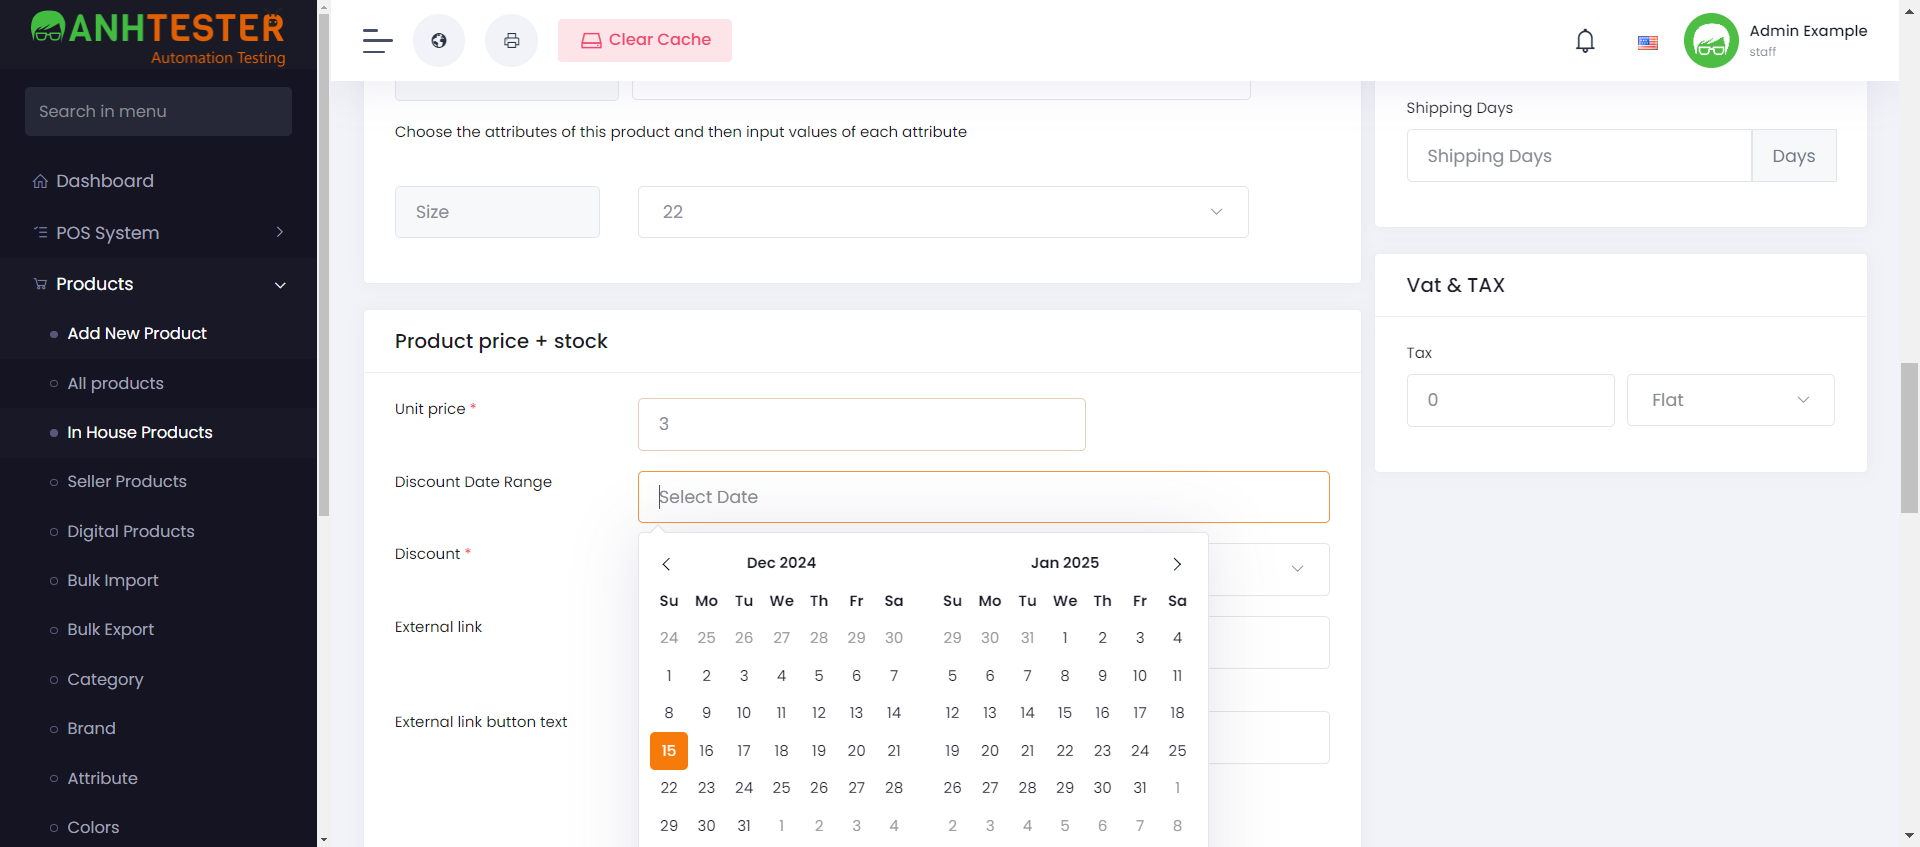 ANHTESTER
Automation Testing
Search in menu
Dashboard
POS System
Products
Add New Product
All products
In House Products
Seller Products
Digital Products
Bulk Import
Bulk Export
Category
Brand
Attribute
Colors
Clear Cache
Admin Example
staff
Choose the attributes of this product and then input values of each attribute
Size
22
Product price + stock
Unit price *
3
Discount Date Range
Select Date
Discount *
External link
External link button text
Dec 2024
Su Mo Tu We Th Fr Sa
24 25 26 27 28 29 30
1 2 3 4 5 6 7
8 9 10 11 12 13 14
15 16 17 18 19 20 21
22 23 24 25 26 27 28
29 30 31 1 2 3 4
Jan 2025
Su Mo Tu We Th Fr Sa
29 30 31 1 2 3 4
5 6 7 8 9 10 11
12 13 14 15 16 17 18
19 20 21 22 23 24 25
26 27 28 29 30 31 1
2 3 4 5 6 7 8
Shipping Days
Shipping Days
Days
Vat & TAX
Tax
0
Flat